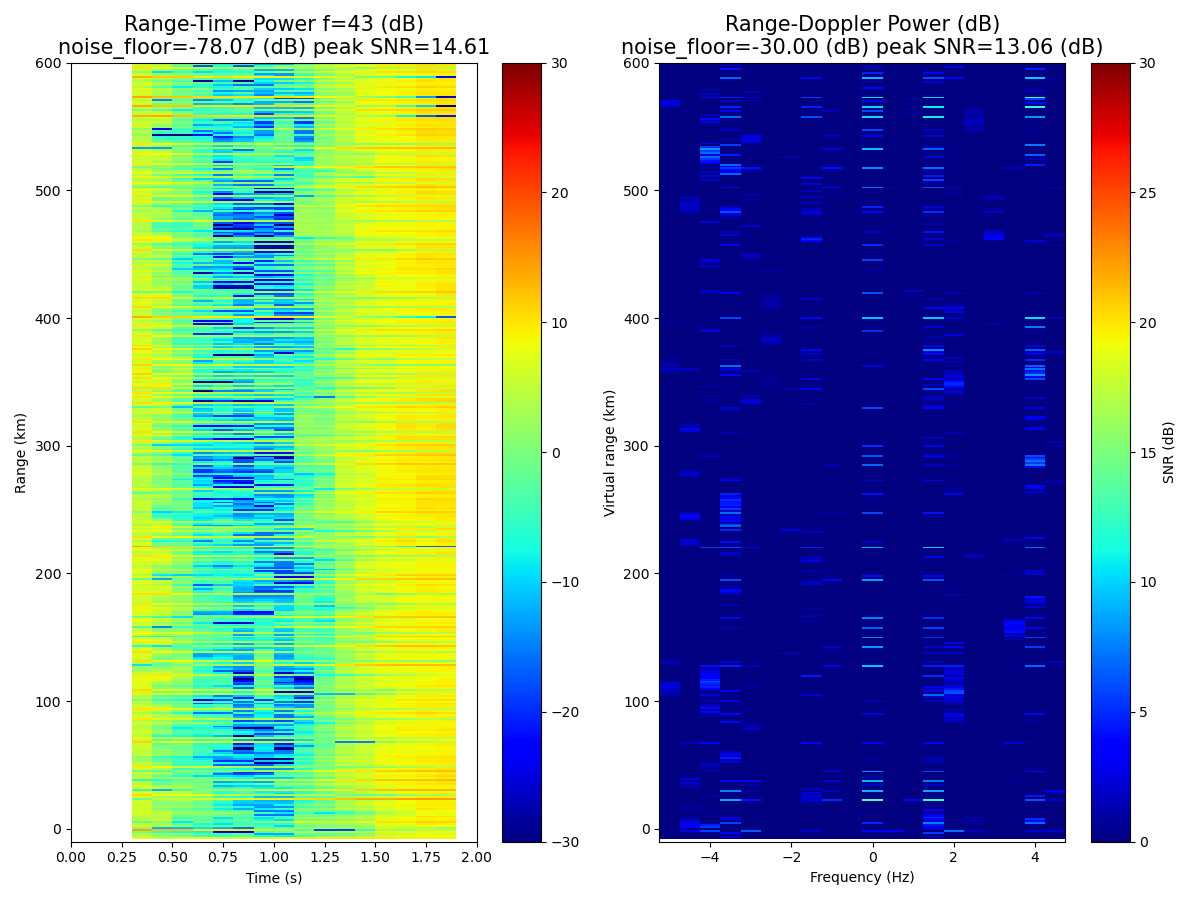 Range-Time Power f=43 (dB)
noise_floor=-78.07 (dB) peak SNR=14.61
600
500
400
300
200
100
0
Range (km)
0.00 0.25 0.50 0.75 1.00 1.25 1.50 1.75 2.00
Time (s)
30
20
10
0
−10
−20
−30
Range-Doppler Power (dB)
noise_floor=-30.00 (dB) peak SNR=13.06 (dB)
600
500
400
300
200
100
0
Virtual range (km)
−4 −2 0 2 4
Frequency (Hz)
30
25
20
15
10
5
0
SNR (dB)